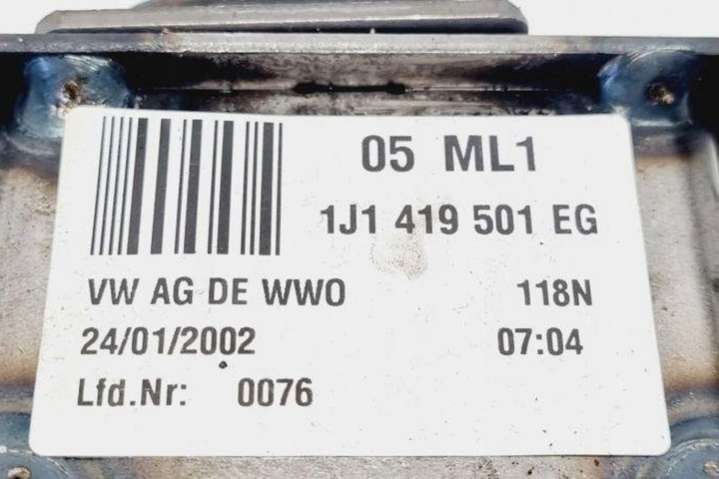 05 ML1
1J1 419 501 EG
VW AG DE WWO 118N
24/01/2002 07:04
Lfd.Nr: 0076